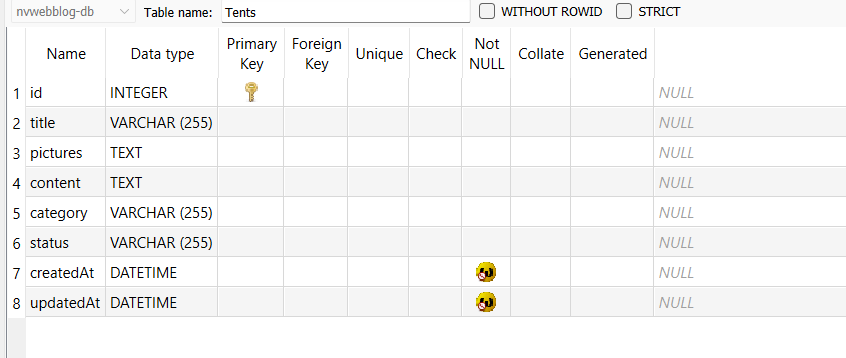 nvwebblog-db Table name: Tents WITHOUT ROWID STRICT
Name Data type Primary Key Foreign Key Unique Check Not NULL Collate Generated
1 id INTEGER NULL
2 title VARCHAR (255) NULL
3 pictures TEXT NULL
4 content TEXT NULL
5 category VARCHAR (255) NULL
6 status VARCHAR (255) NULL
7 createdAt DATETIME NULL
8 updatedAt DATETIME NULL